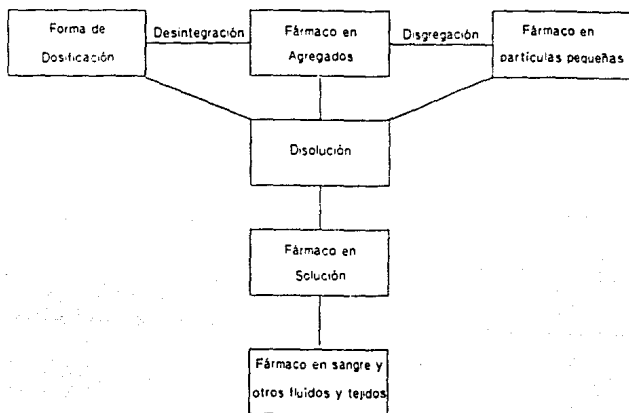 Forma de
Dosificación
Desintegración
Fármaco en
Agregados
Disgregación
Fármaco en
partículas pequeñas
Disolución
Fármaco en
Solución
Fármaco en sangre y
otros fluidos y tejidos